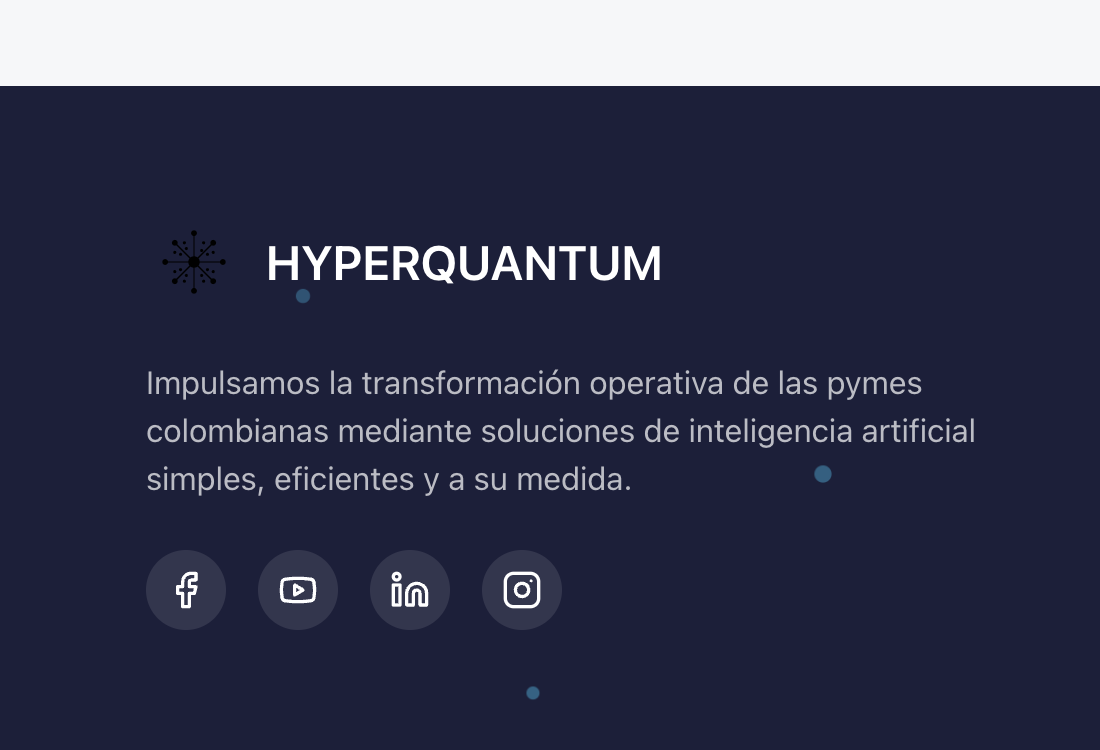 HYPERQUANTUM
Impulsamos la transformación operativa de las pymes
colombianas mediante soluciones de inteligencia artificial
simples, eficientes y a su medida.